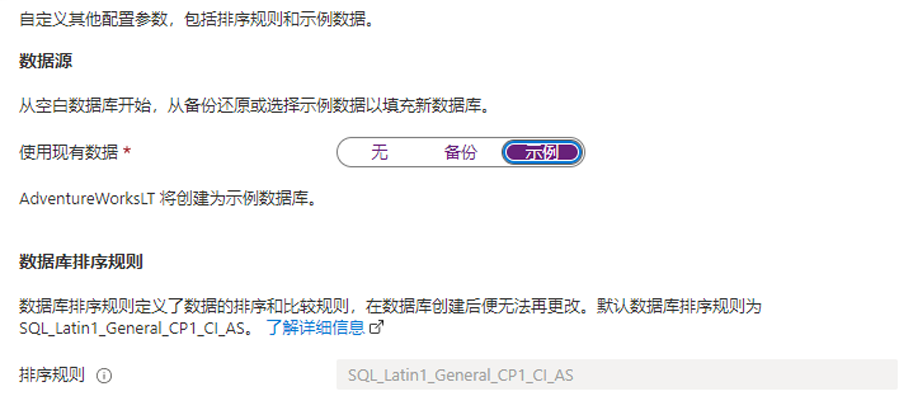 自定义其他配置参数，包括排序规则和示例数据。
数据源
从空白数据库开始，从备份还原或选择示例数据以填充新数据库。
使用现有数据 * 无 备份 示例
AdventureWorksLT 将创建为示例数据库。
数据库排序规则
数据库排序规则定义了数据的排序和比较规则，在数据库创建后便无法再更改。默认数据库排序规则为
SQL_Latin1_General_CP1_CI_AS。 了解详细信息
排序规则 SQL_Latin1_General_CP1_CI_AS